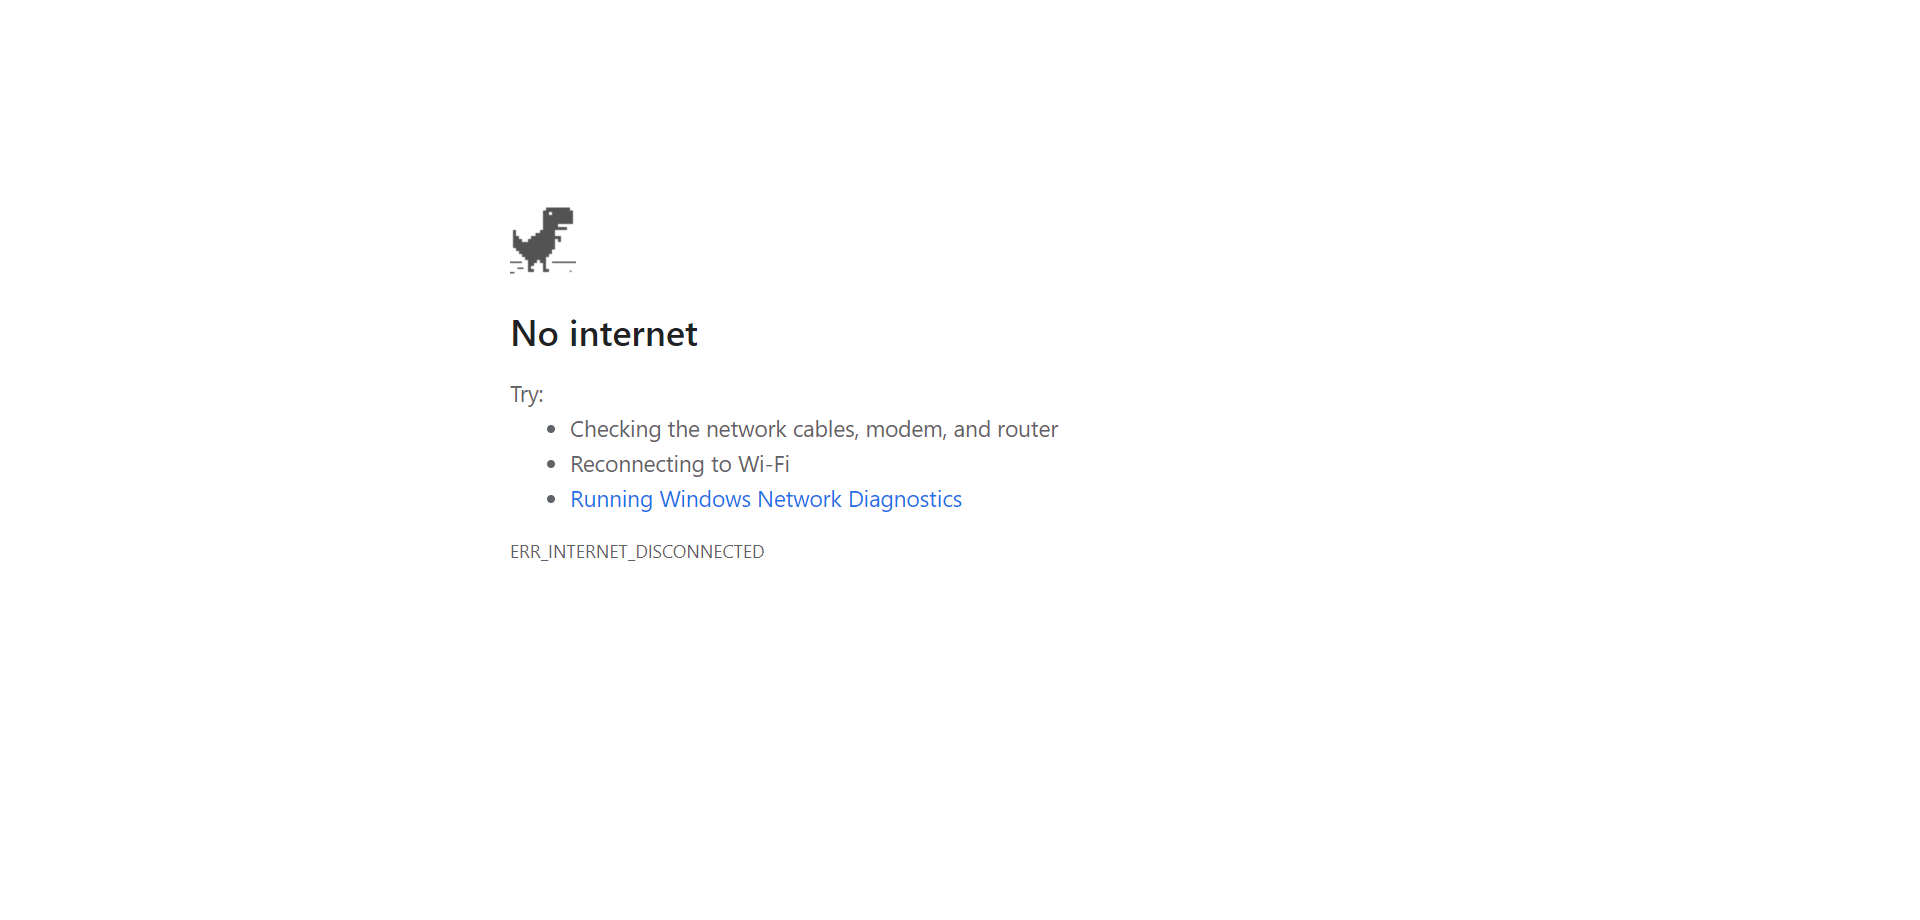 No internet
Try:
Checking the network cables, modem, and router
Reconnecting to Wi-Fi
Running Windows Network Diagnostics
ERR_INTERNET_DISCONNECTED